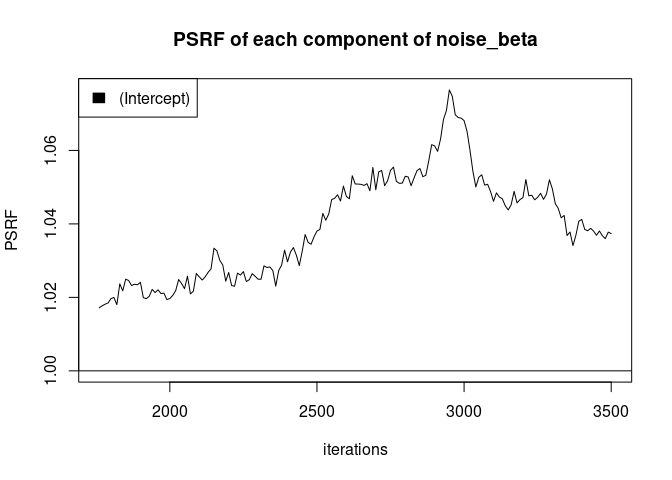 PSRF of each component of noise_beta
(Intercept)
PSRF
1.06
1.04
1.02
1.00
2000 2500 3000 3500
iterations